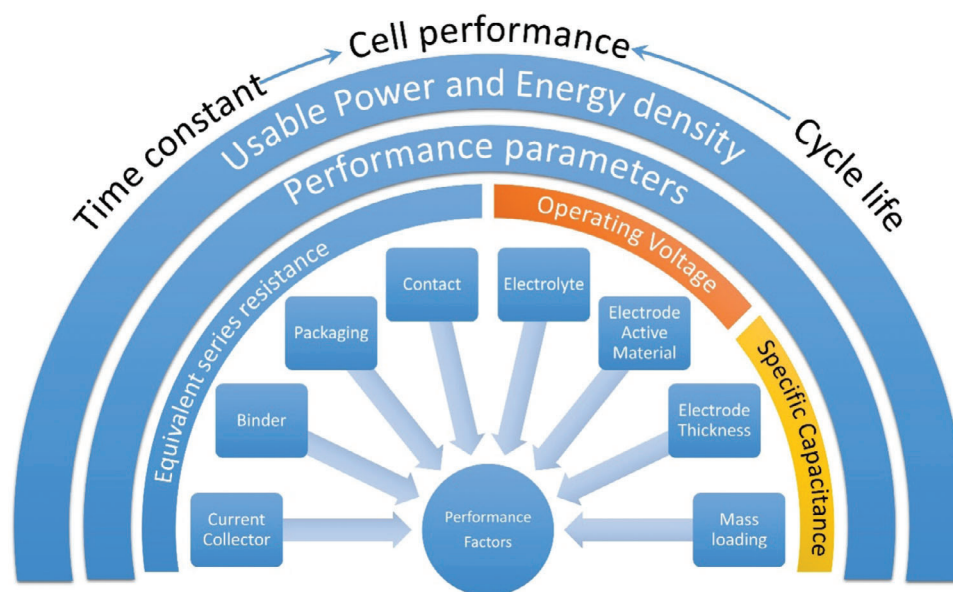 Cell performance
Time constant
Cycle life
Usable Power and Energy density
Performance parameters
Equivalent series resistance
Operating Voltage
Specific Capacitance
Current
Collector
Binder
Packaging
Contact
Electrolyte
Electrode
Active
Material
Electrode
Thickness
Mass
loading
Performance
Factors